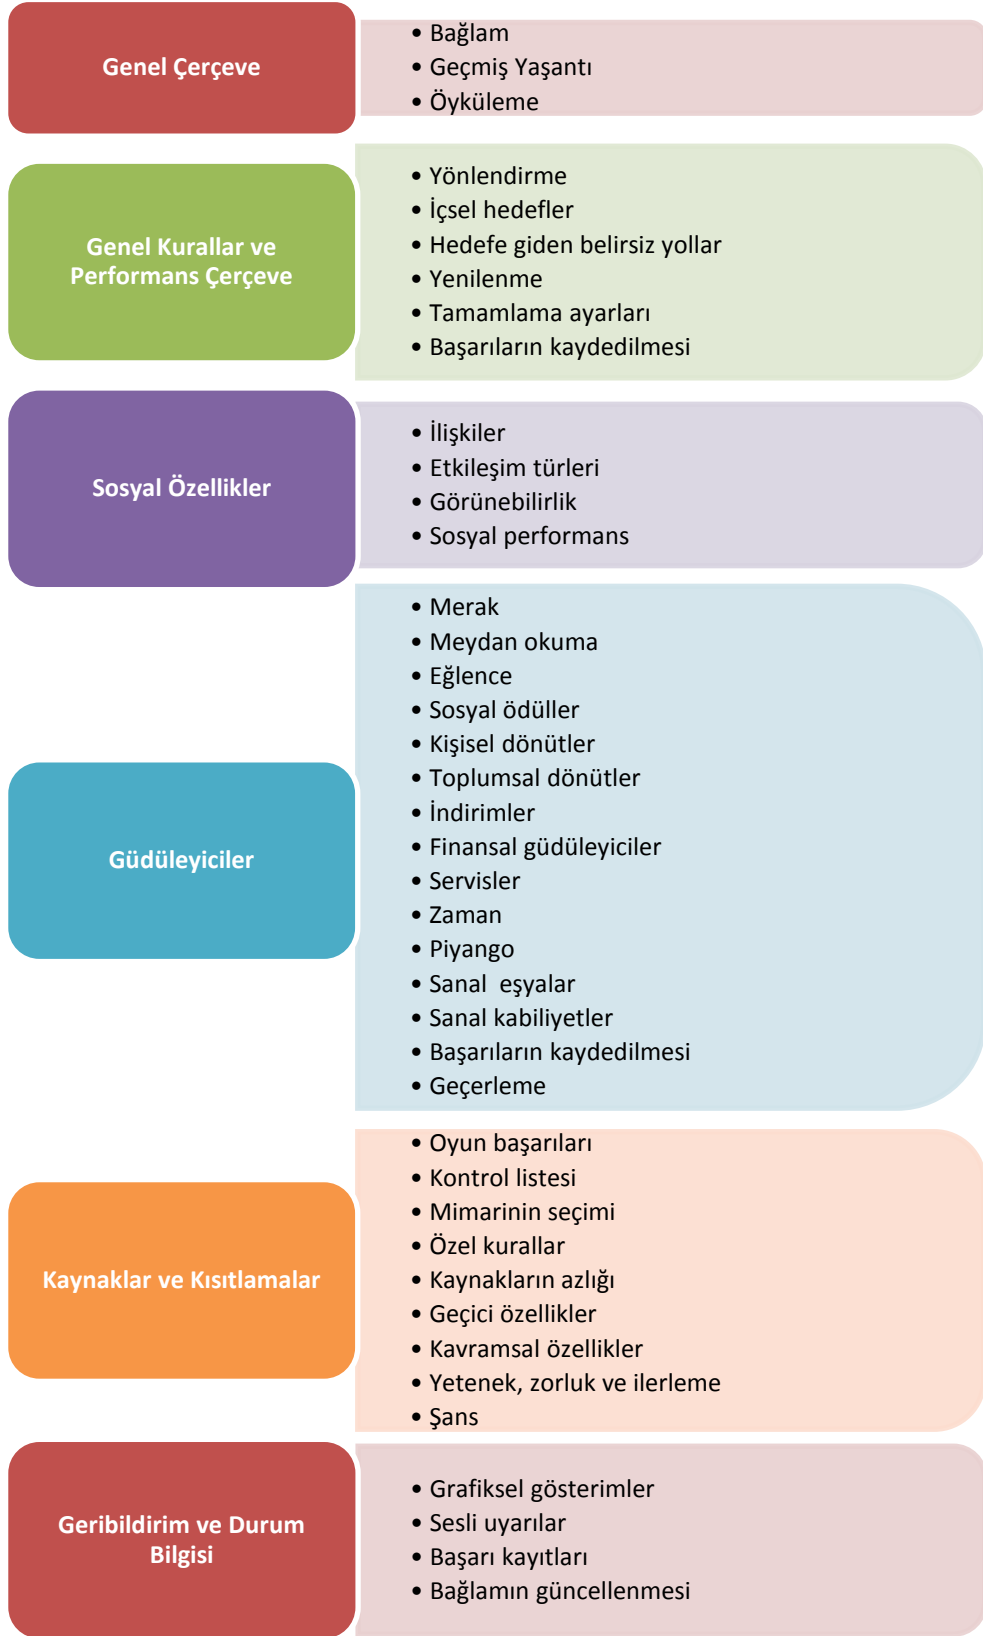 Genel Çerçeve
• Bağlam
• Geçmiş Yaşantı
• Öyküleme
Genel Kurallar ve
Performans Çerçeve
• Yönlendirme
• İçsel hedefler
• Hedefe giden belirsiz yollar
• Yenilenme
• Tamamlama ayarları
• Başarıların kaydedilmesi
Sosyal Özellikler
• İlişkiler
• Etkileşim türleri
• Görünebilirlik
• Sosyal performans
Güdüleyiciler
• Merak
• Meydan okuma
• Eğlence
• Sosyal ödüller
• Kişisel dönütler
• Toplumsal dönütler
• İndirimler
• Finansal güdüleyiciler
• Servisler
• Zaman
• Piyango
• Sanal  eşyalar
• Sanal kabiliyetler
• Başarıların kaydedilmesi
• Geçerleme
Kaynaklar ve Kısıtlamalar
• Oyun başarıları
• Kontrol listesi
• Mimarinin seçimi
• Özel kurallar
• Kaynakların azlığı
• Geçici özellikler
• Kavramsal özellikler
• Yetenek, zorluk ve ilerleme
• Şans
Geribildirim ve Durum
Bilgisi
• Grafiksel gösterimler
• Sesli uyarılar
• Başarı kayıtları
• Bağlamın güncellenmesi